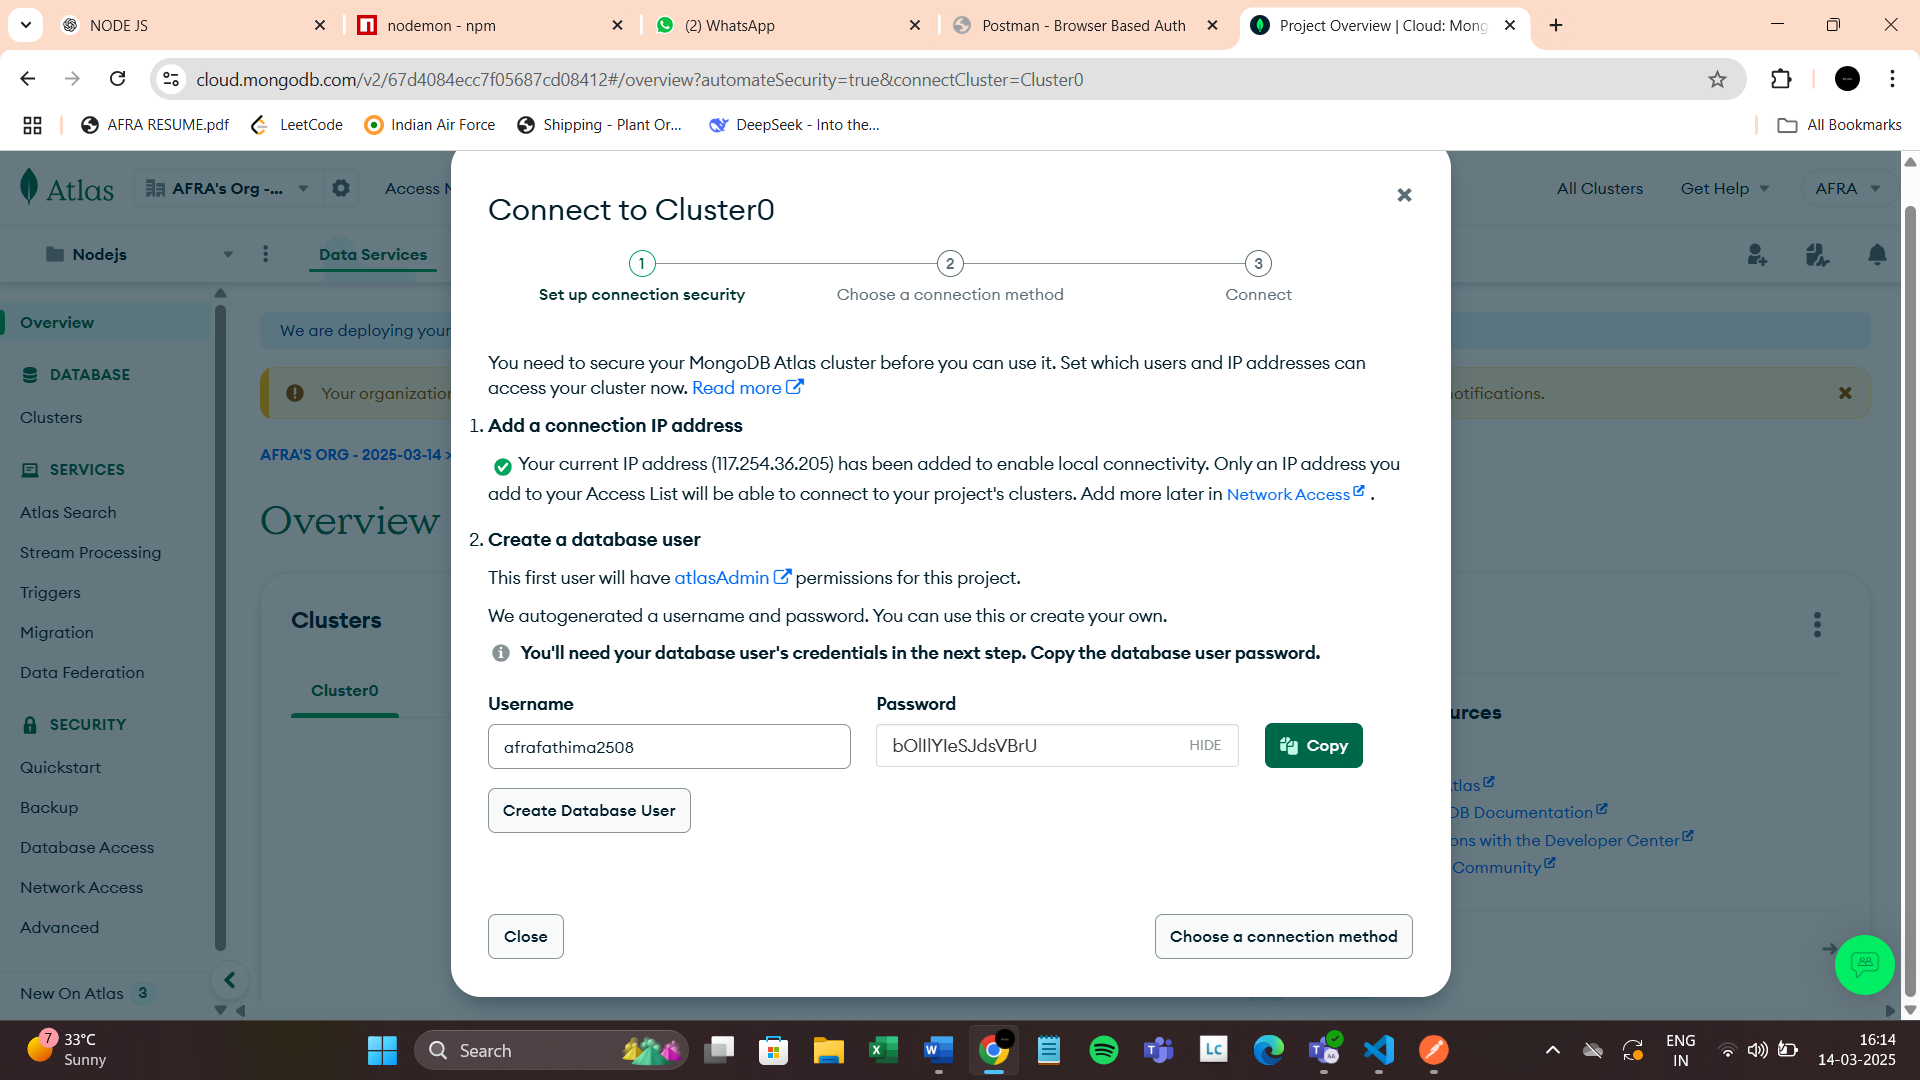 NODE JS
nodemon - npm
(2) WhatsApp
Postman - Browser Based Auth
Project Overview | Cloud: Mong
cloud.mongodb.com/v2/67d4084ecc7f05687cd08412#/overview?automateSecurity=true&connectCluster=Cluster0
AFRA RESUME.pdf
LeetCode
Indian Air Force
Shipping - Plant Or...
DeepSeek - Into the...
All Bookmarks
Atlas
AFRA's Org -...
Access N
All Clusters
Get Help
AFRA
Nodejs
Data Services
Overview
DATABASE
Clusters
SERVICES
Atlas Search
Stream Processing
Triggers
Migration
Data Federation
SECURITY
Quickstart
Backup
Database Access
Network Access
Advanced
New On Atlas 3
We are deploying your
Your organization
otifications.
AFRA'S ORG - 2025-03-14 >
Overview
Clusters
Cluster0
urces
tlas
DB Documentation
ons with the Developer Center
Community
Connect to Cluster0
1
2
3
Set up connection security
Choose a connection method
Connect
You need to secure your MongoDB Atlas cluster before you can use it. Set which users and IP addresses can
access your cluster now. Read more
1. Add a connection IP address
Your current IP address (117.254.36.205) has been added to enable local connectivity. Only an IP address you
add to your Access List will be able to connect to your project's clusters. Add more later in Network Access .
2. Create a database user
This first user will have atlasAdmin permissions for this project.
We autogenerated a username and password. You can use this or create your own.
You'll need your database user's credentials in the next step. Copy the database user password.
Username
Password
afrafathima2508
HIDE
Copy
Create Database User
Close
Choose a connection method
7
33°C
Sunny
Search
ENG
IN
16:14
14-03-2025